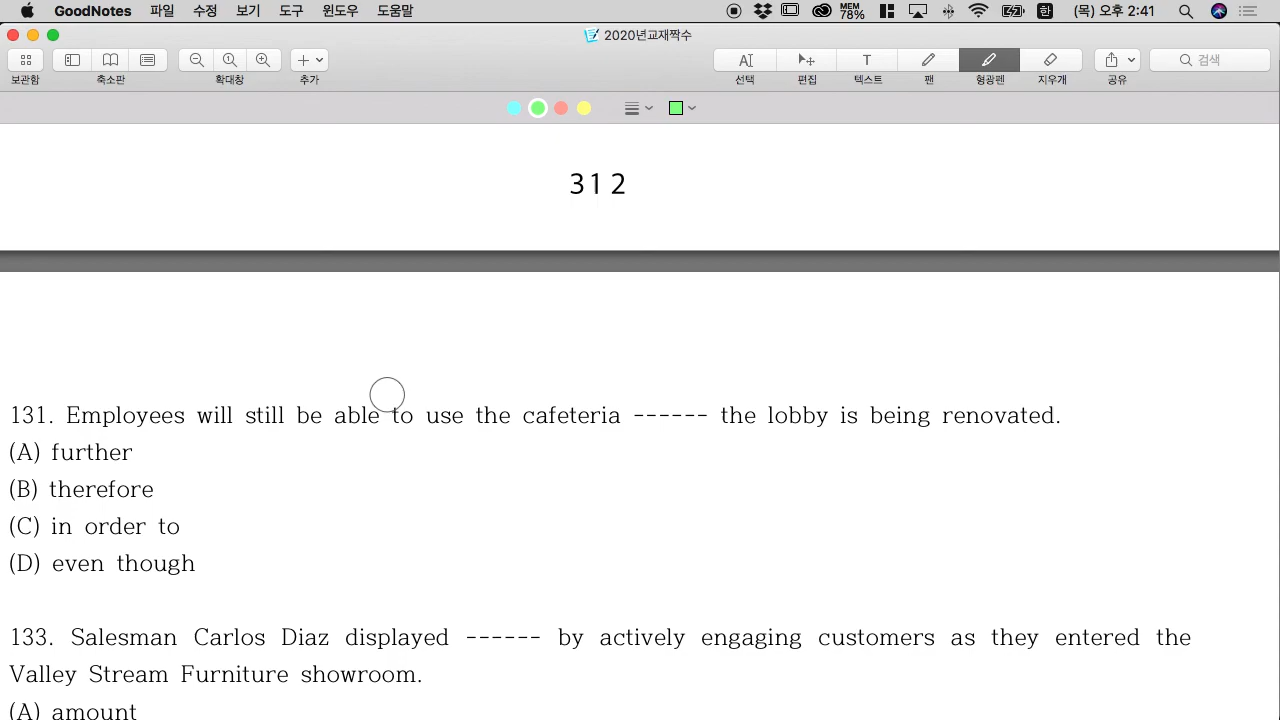 GoodNotes 파일 수정 보기 도구 윈도우 도움말 MEM 78% 한 (목) 오후 2:41
2020년교재짝수
보관함 축소판 확대창 추가 선택 편집 텍스트 펜 형광펜 지우개 공유 검색
312
131. Employees will still be able to use the cafeteria ------ the lobby is being renovated.
(A) further
(B) therefore
(C) in order to
(D) even though
133. Salesman Carlos Diaz displayed ------ by actively engaging customers as they entered the
Valley Stream Furniture showroom.
(A) amount